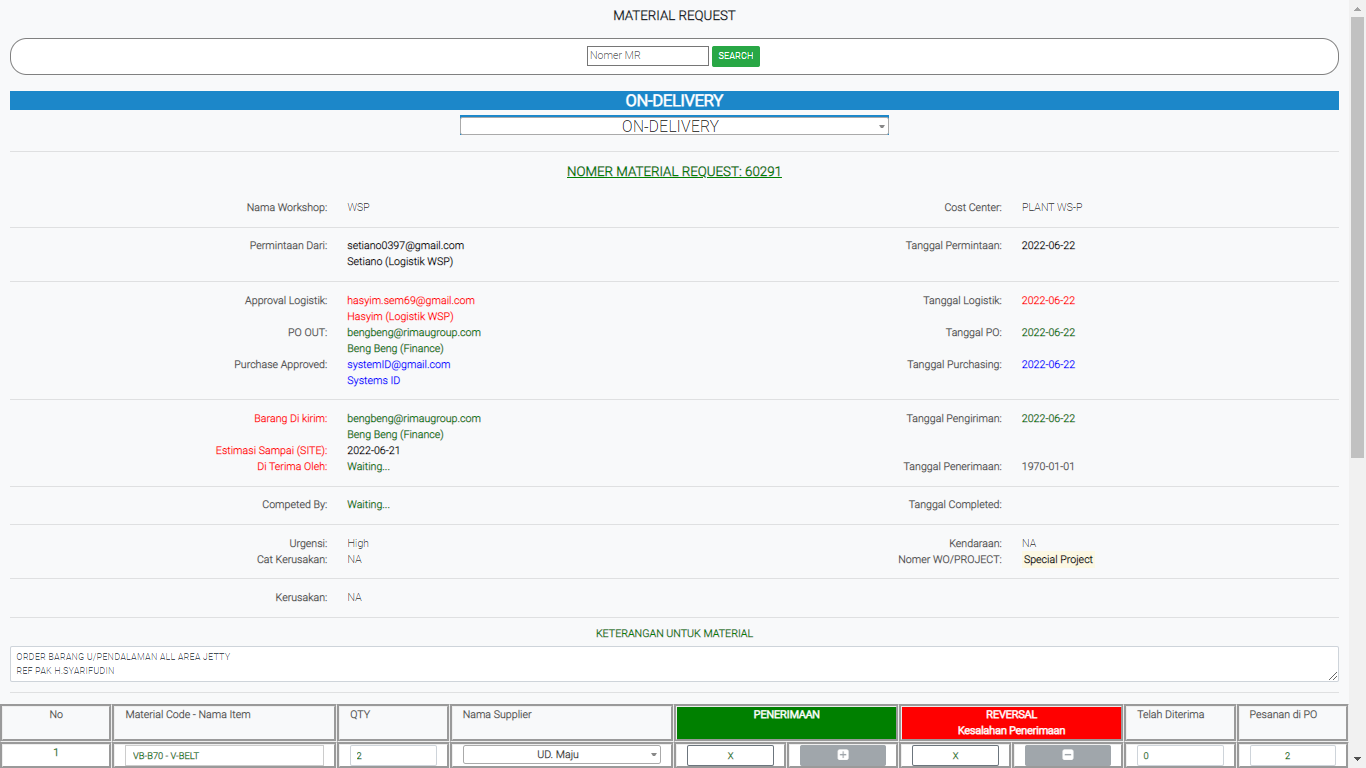 MATERIAL REQUEST
Nomer MR SEARCH
ON-DELIVERY
ON-DELIVERY
NOMER MATERIAL REQUEST: 60291
Nama Workshop: WSP Cost Center: PLANT WS-P
Permintaan Dari: setiano0397@gmail.com Tanggal Permintaan: 2022-06-22
Setiano (Logistik WSP)
Approval Logistik: hasyim.sem69@gmail.com Tanggal Logistik: 2022-06-22
Hasyim (Logistik WSP)
PO OUT: bengbeng@rimaugroup.com Tanggal PO: 2022-06-22
Beng Beng (Finance)
Purchase Approved: systemID@gmail.com Tanggal Purchasing: 2022-06-22
Systems ID
Barang Di kirim: bengbeng@rimaugroup.com Tanggal Pengiriman: 2022-06-22
Beng Beng (Finance)
Estimasi Sampai (SITE): 2022-06-21
Di Terima Oleh: Waiting... Tanggal Penerimaan: 1970-01-01
Competed By: Waiting... Tanggal Completed:
Urgensi: High Kendaraan: NA
Cat Kerusakan: NA Nomer WO/PROJECT: Special Project
Kerusakan: NA
KETERANGAN UNTUK MATERIAL
ORDER BARANG U/PENDALAMAN ALL AREA JETTY
REF PAK H.SYARIFUDIN
No Material Code - Nama Item QTY Nama Supplier PENERIMAAN REVERSAL Telah Diterima Pesanan di PO
Kesalahan Penerimaan
1 VB-B70 - V-BELT 2 UD. Maju X X 0 2